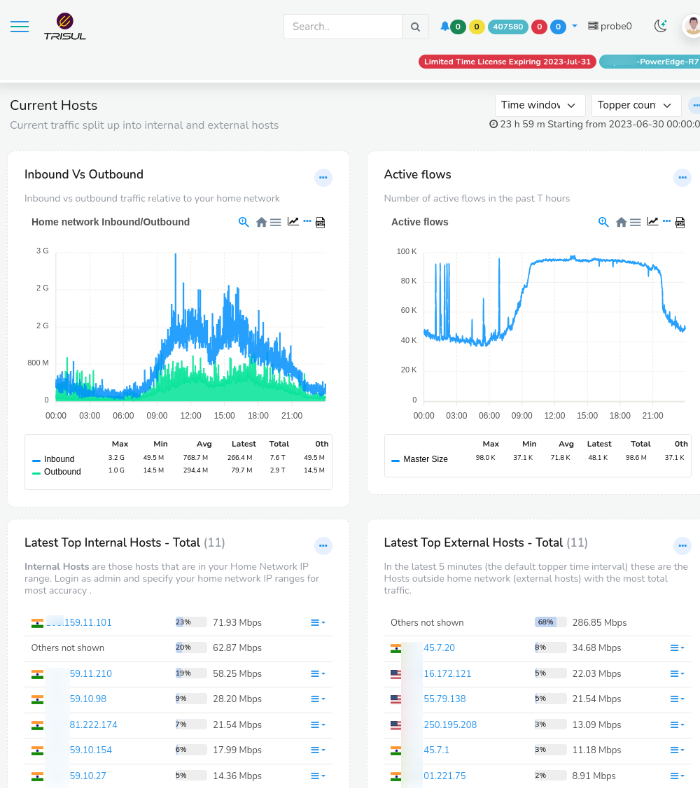 TRISUL
Search..
0 0 407580 0 0
probe0
Limited Time License Expiring 2023-Jul-31
-PowerEdge-R7
Current Hosts
Current traffic split up into internal and external hosts
Time window
Topper coun
23 h 59 m Starting from 2023-06-30 00:00:0
Inbound Vs Outbound
Inbound vs outbound traffic relative to your home network
Home network Inbound/Outbound
3 G
2 G
2 G
800 M
0
00:00 03:00 06:00 09:00 12:00 15:00 18:00 21:00
Max Min Avg Latest Total 0th
Inbound 3.2 G 49.5 M 768.7 M 266.4 M 7.6 T 49.5 M
Outbound 1.0 G 14.5 M 294.4 M 79.7 M 2.9 T 14.5 M
Active flows
Number of active flows in the past T hours
Active flows
100 K
80 K
60 K
40 K
20 K
0
00:00 03:00 06:00 09:00 12:00 15:00 18:00 21:00
Max Min Avg Latest Total 0th
Master Size 98.0 K 37.1 K 71.8 K 48.1 K 98.6 M 37.1 K
Latest Top Internal Hosts - Total (11)
Internal Hosts are those hosts that are in your Home Network IP
range. Login as admin and specify your home network IP ranges for
most accuracy .
.159.11.101 23% 71.93 Mbps
Others not shown 20% 62.87 Mbps
59.11.210 19% 58.25 Mbps
59.10.98 9% 28.20 Mbps
81.222.174 7% 21.54 Mbps
59.10.154 6% 17.99 Mbps
59.10.27 5% 14.36 Mbps
Latest Top External Hosts - Total (11)
In the latest 5 minutes (the default topper time interval) these are the
Hosts outside home network (external hosts) with the most total
traffic.
Others not shown 68% 286.85 Mbps
45.7.20 8% 34.68 Mbps
16.172.121 5% 22.03 Mbps
55.79.138 5% 21.54 Mbps
250.195.208 3% 13.09 Mbps
45.7.1 3% 11.18 Mbps
01.221.75 2% 8.91 Mbps